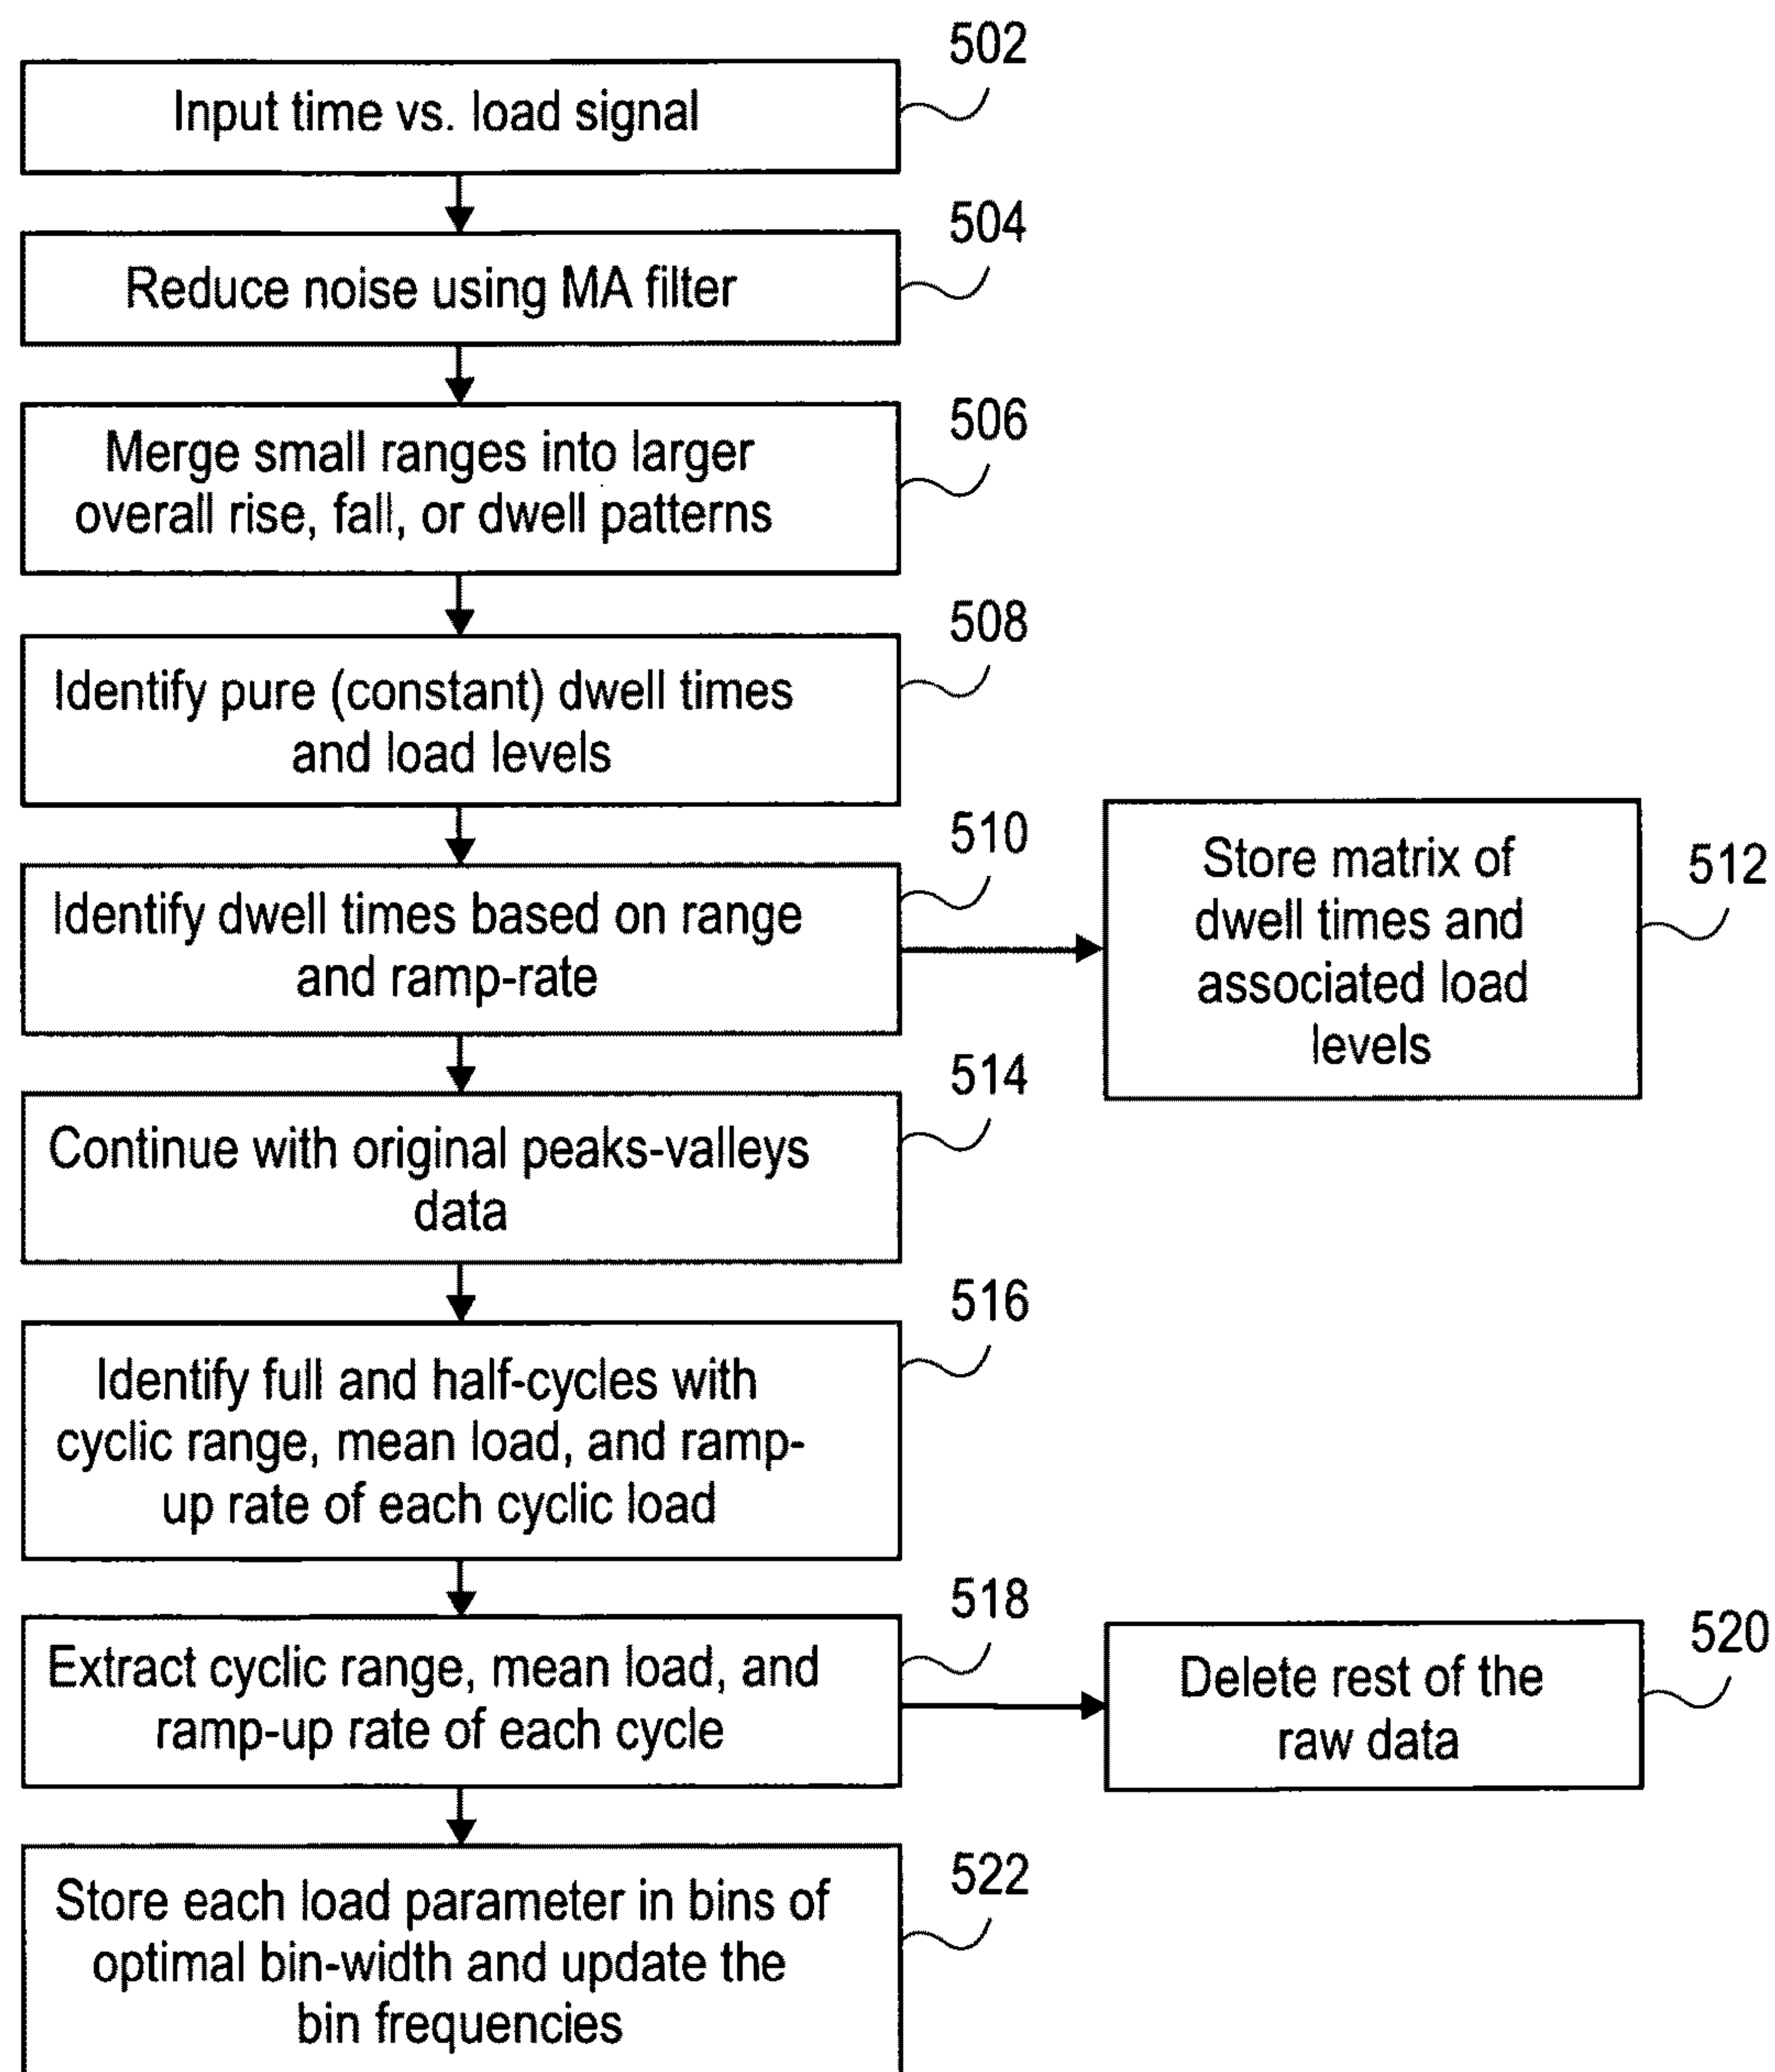 502
Input time vs. load signal
504
Reduce noise using MA filter
506
Merge small ranges into larger
overall rise, fall, or dwell patterns
508
Identify pure (constant) dwell times
and load levels
510
Identify dwell times based on range
and ramp-rate
512
Store matrix of
dwell times and
associated load
levels
514
Continue with original peaks-valleys
data
516
Identify full and half-cycles with
cyclic range, mean load, and ramp-
up rate of each cyclic load
518
Extract cyclic range, mean load, and
ramp-up rate of each cycle
520
Delete rest of the
raw data
522
Store each load parameter in bins of
optimal bin-width and update the
bin frequencies